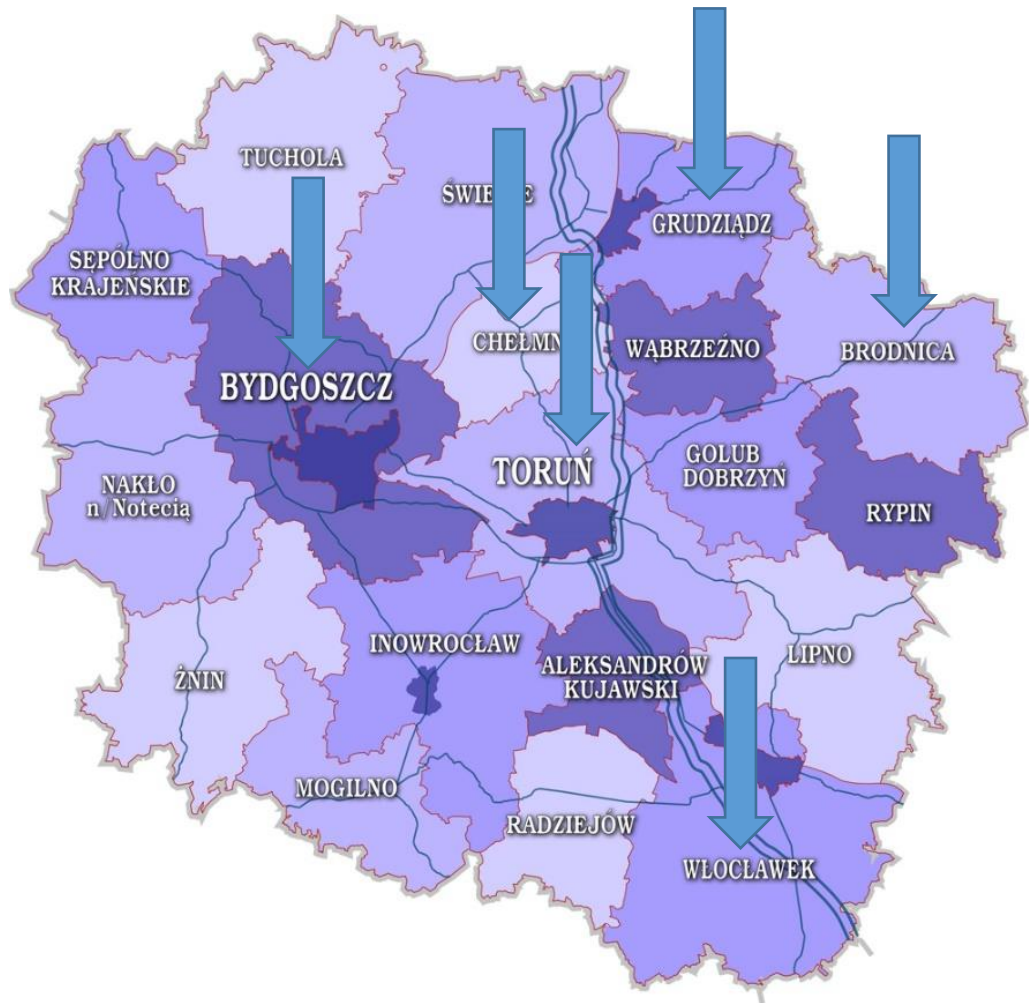 TUCHOLA
GRUDZIĄDZ
SĘPÓLNO
KRAJEŃSKIE
CHEŁMN
WĄBRZEŹNO
BRODNICA
BYDGOSZCZ
TORUŃ
GOLUB
DOBRZYŃ
NAKŁO
n/Notecią
RYPIN
INOWROCŁAW
ALEKSANDRÓW
KUJAWSKI
LIPNO
ŻNIN
MOGILNO
RADZIEJÓW
WŁOCŁAWEK